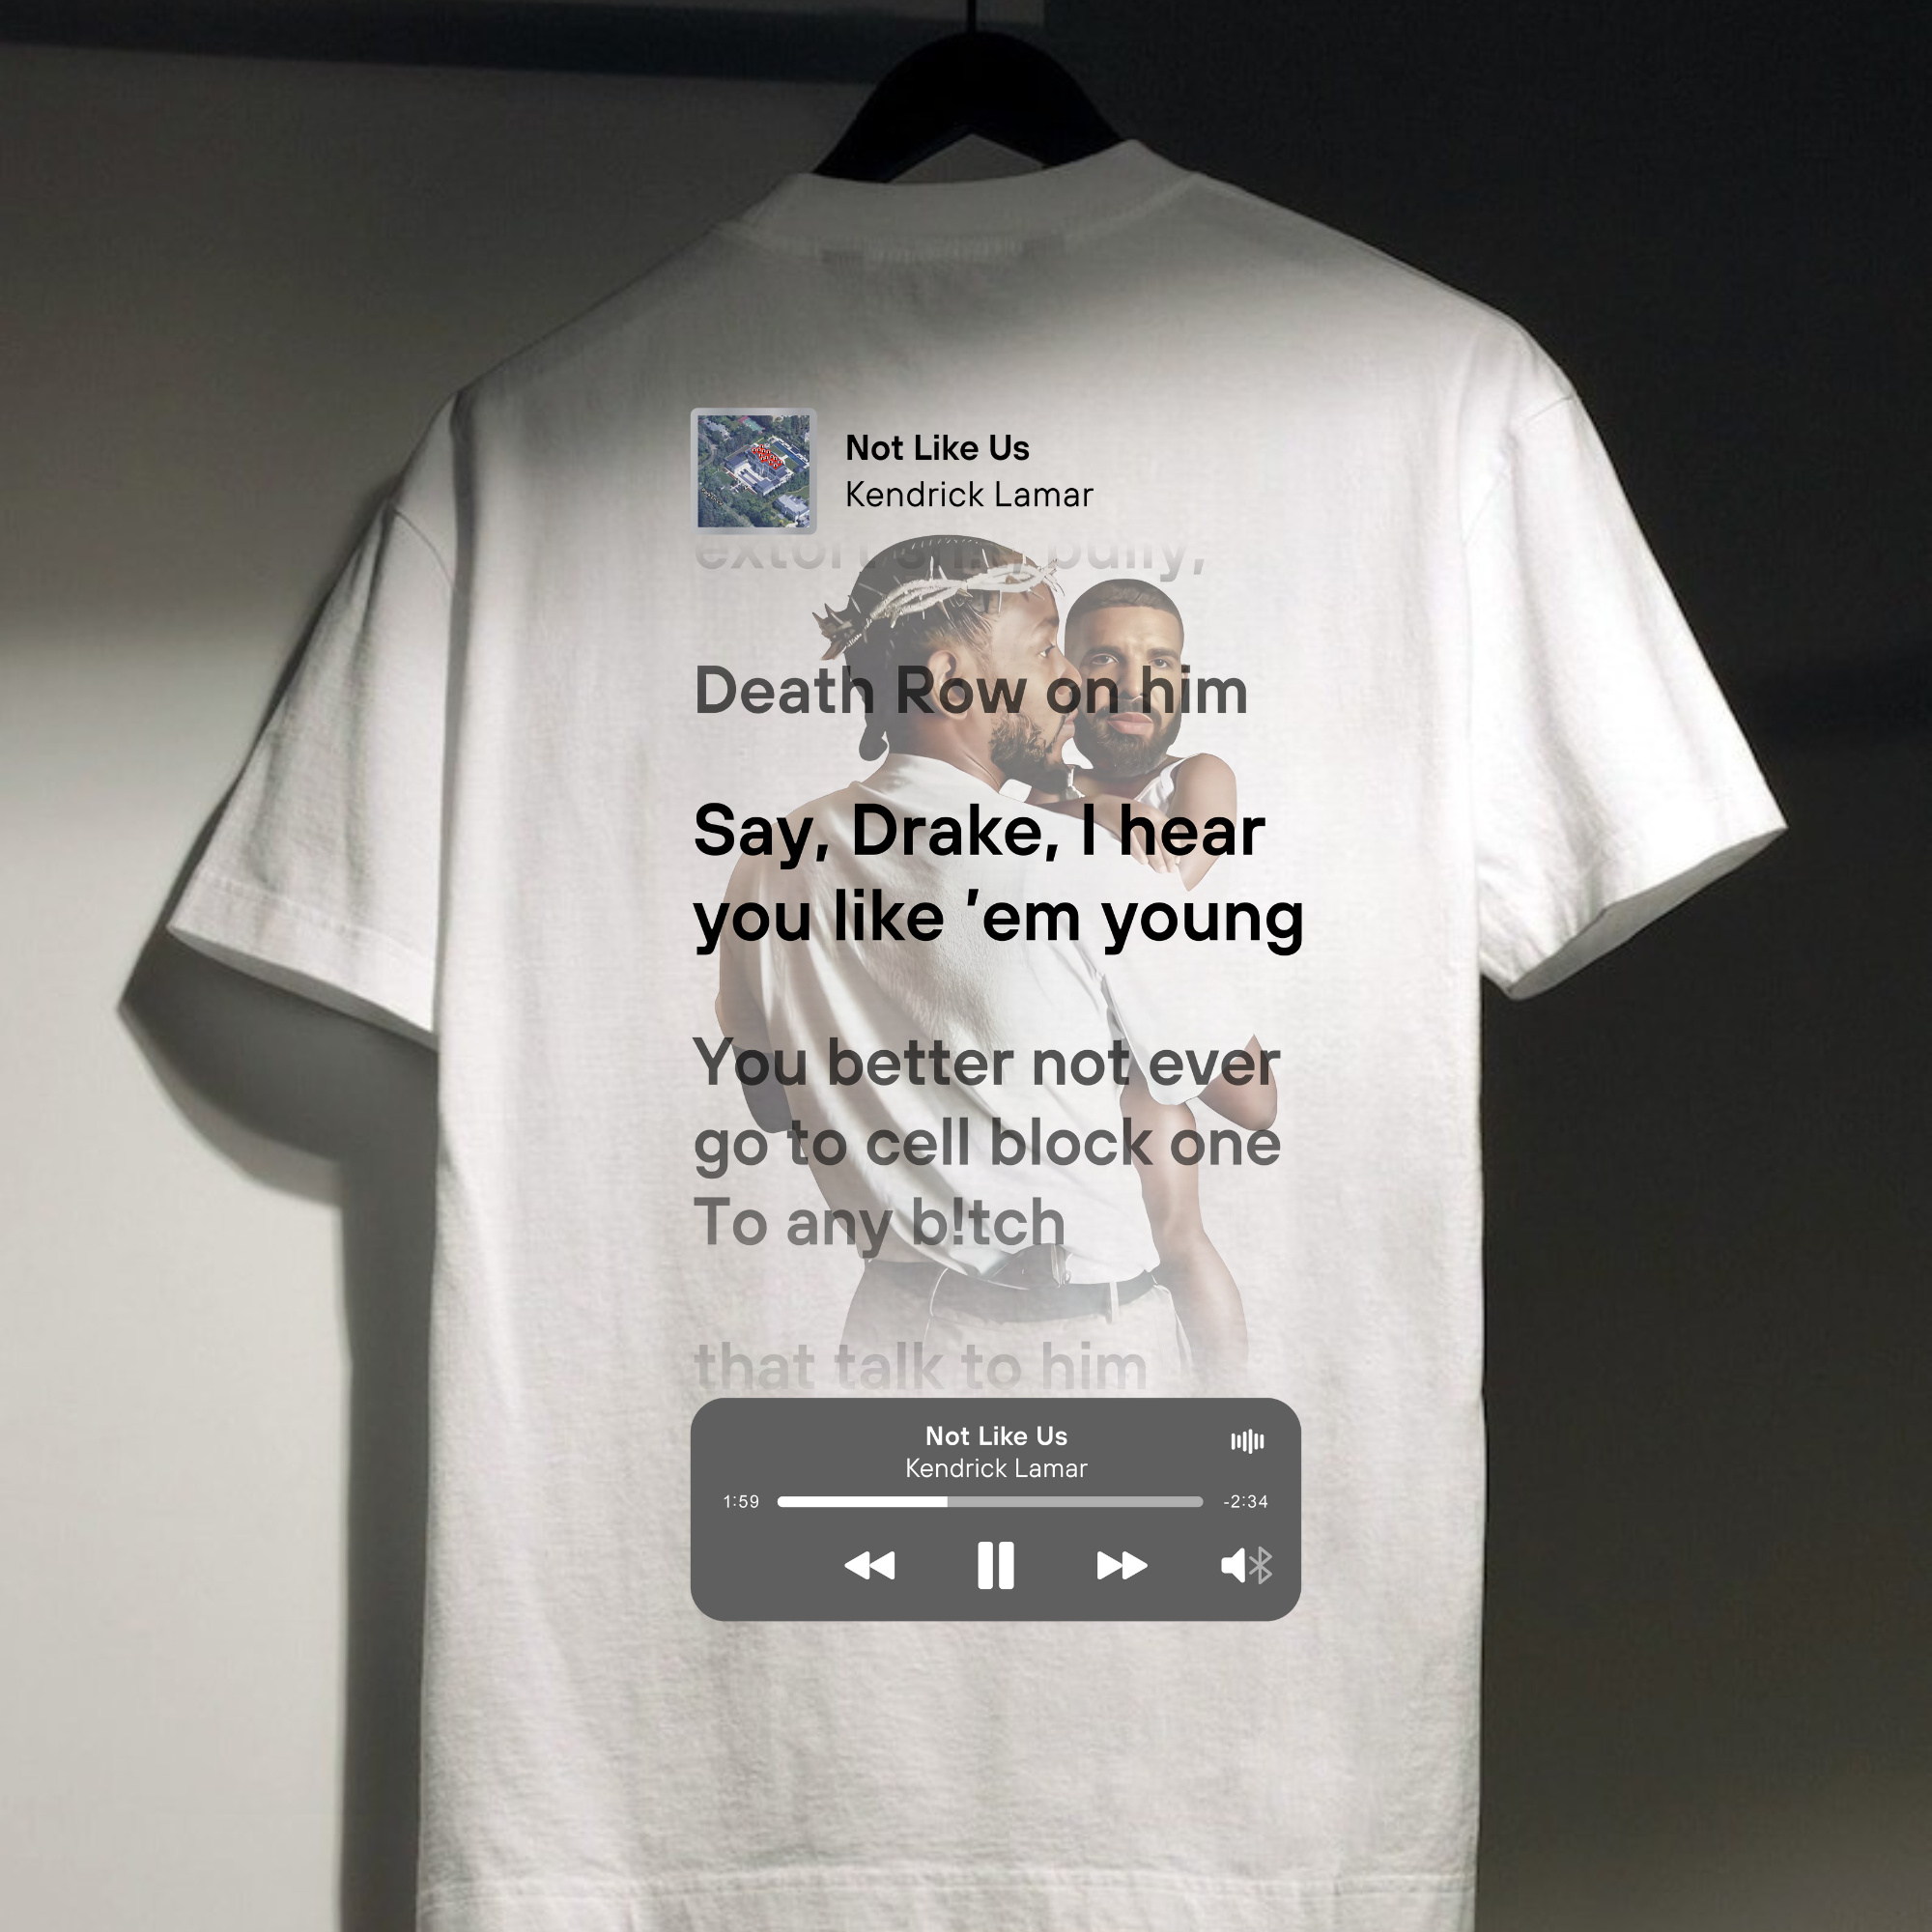 Not Like Us
Kendrick Lamar
bully,
Death Row on him
Say, Drake, I hear
you like ’em young
You better not ever
go to cell block one
To any b!tch
that talk to him
Not Like Us
Kendrick Lamar
1:59
-2:34